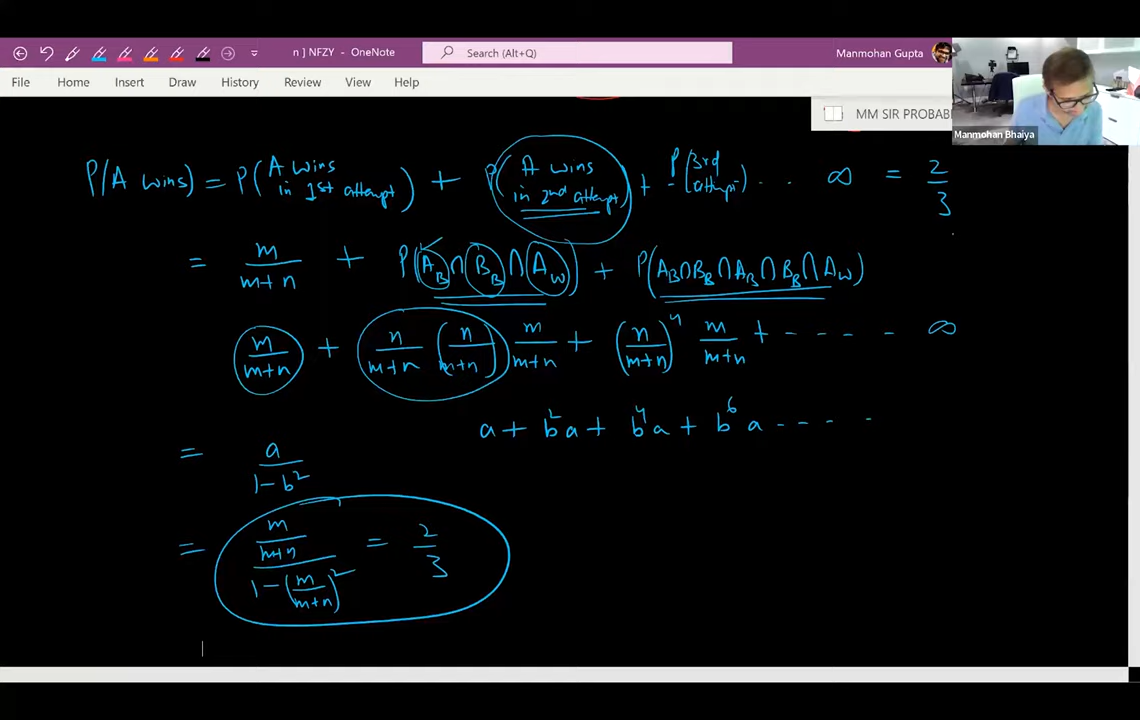 n ] NFZY - OneNote
Search (Alt+Q)
Manmohan Gupta
File Home Insert Draw History Review View Help
MM SIR PROBAB
Manmohan Bhaiya
P(A wins) = P(A wins in 1st attempt) + P(A wins in 2nd attempt) + P(3rd attempt) - . . . ∞ = 2/3
= m/(m+n) + P(A_B ∩ B_B ∩ A_W) + P(A_B ∩ B_B ∩ A_B ∩ B_B ∩ A_W)
m/(m+n) + n/(m+n) (n/(m+n)) m/(m+n) + (n/(m+n))^4 m/(m+n) + - - - - - ∞
a + b^2 a + b^4 a + b^6 a - - - -
= a/(1-b^2)
= (m/(m+n))/(1-(m/(m+n))^2) = 2/3